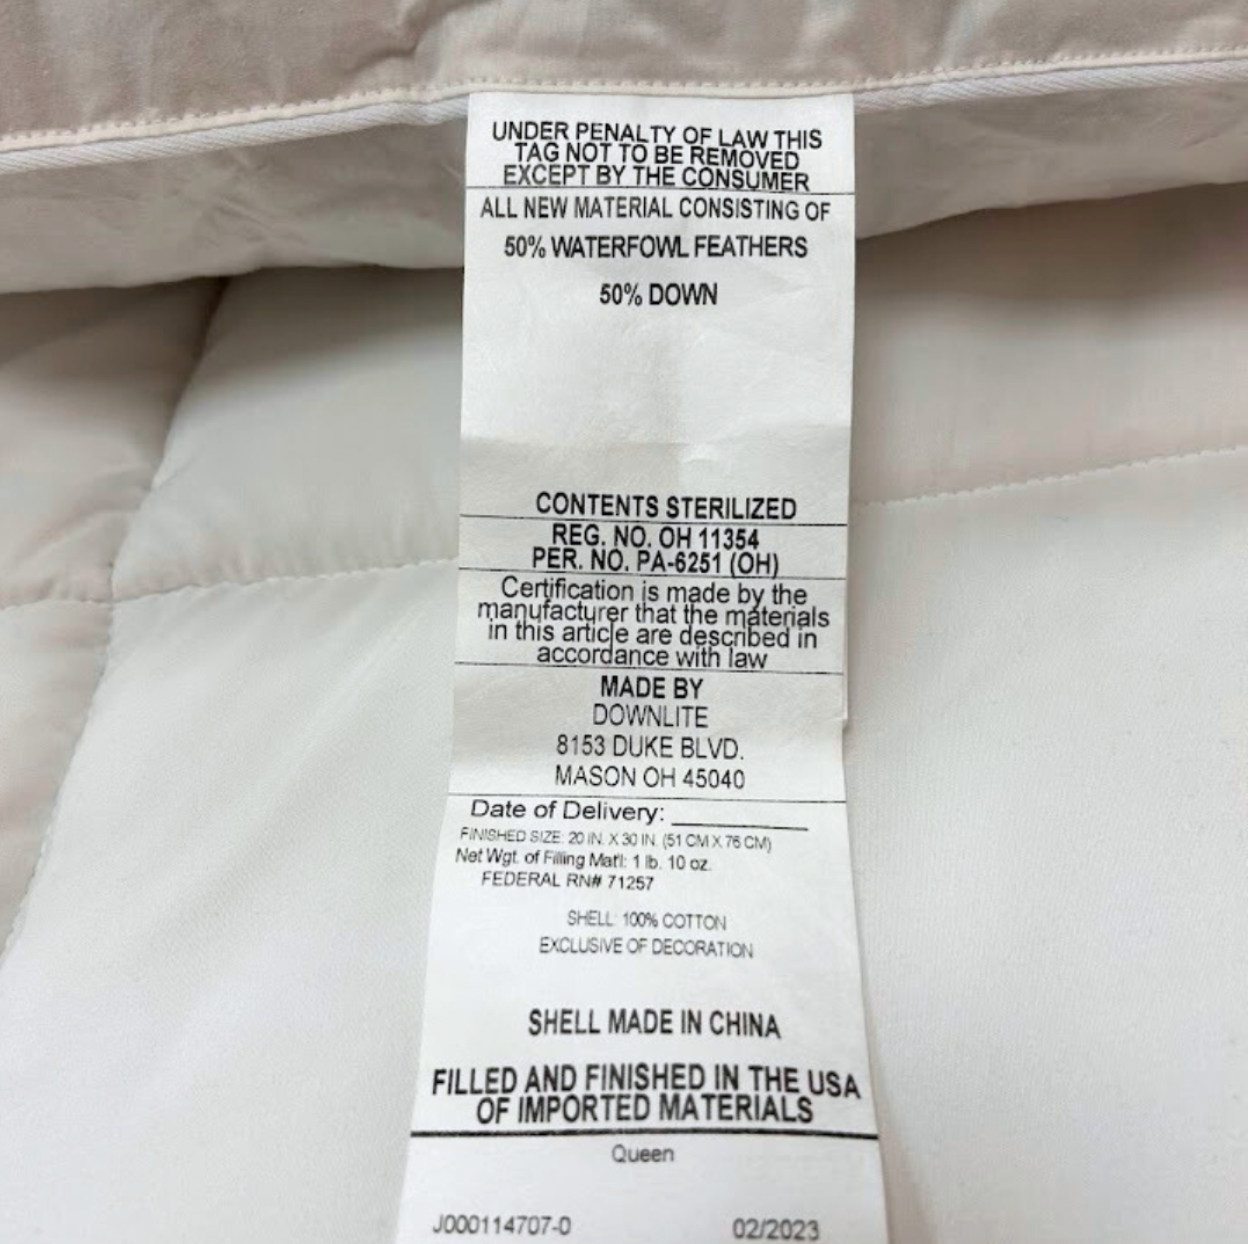 UNDER PENALTY OF LAW THIS
TAG NOT TO BE REMOVED
EXCEPT BY THE CONSUMER
ALL NEW MATERIAL CONSISTING OF
50% WATERFOWL FEATHERS
50% DOWN
CONTENTS STERILIZED
REG. NO. OH 11354
PER. NO. PA-6251 (OH)
Certification is made by the
manufacturer that the materials
in this article are described in
accordance with law
MADE BY
DOWNLITE
8153 DUKE BLVD.
MASON OH 45040
Date of Delivery: ___________
FINISHED SIZE: 20 IN. X 30 IN. (51 CM X 76 CM)
Net Wgt. of Filling Mat'l: 1 lb. 10 oz.
FEDERAL RN# 71257
SHELL: 100% COTTON
EXCLUSIVE OF DECORATION
SHELL MADE IN CHINA
FILLED AND FINISHED IN THE USA
OF IMPORTED MATERIALS
Queen
J000114707-0 02/2023